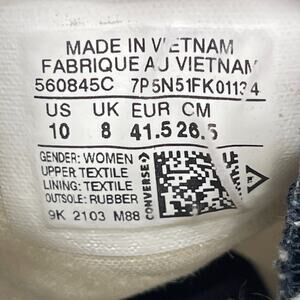 MADE IN VIETNAM
FABRIQUE AU VIETNAM
560845C 7P5N51FK01134
US UK EUR CM
10 8 41.5 26.5
GENDER: WOMEN
UPPER TEXTILE
LINING: TEXTILE
OUTSOLE: RUBBER
9K 2103 M88
CONVERSE